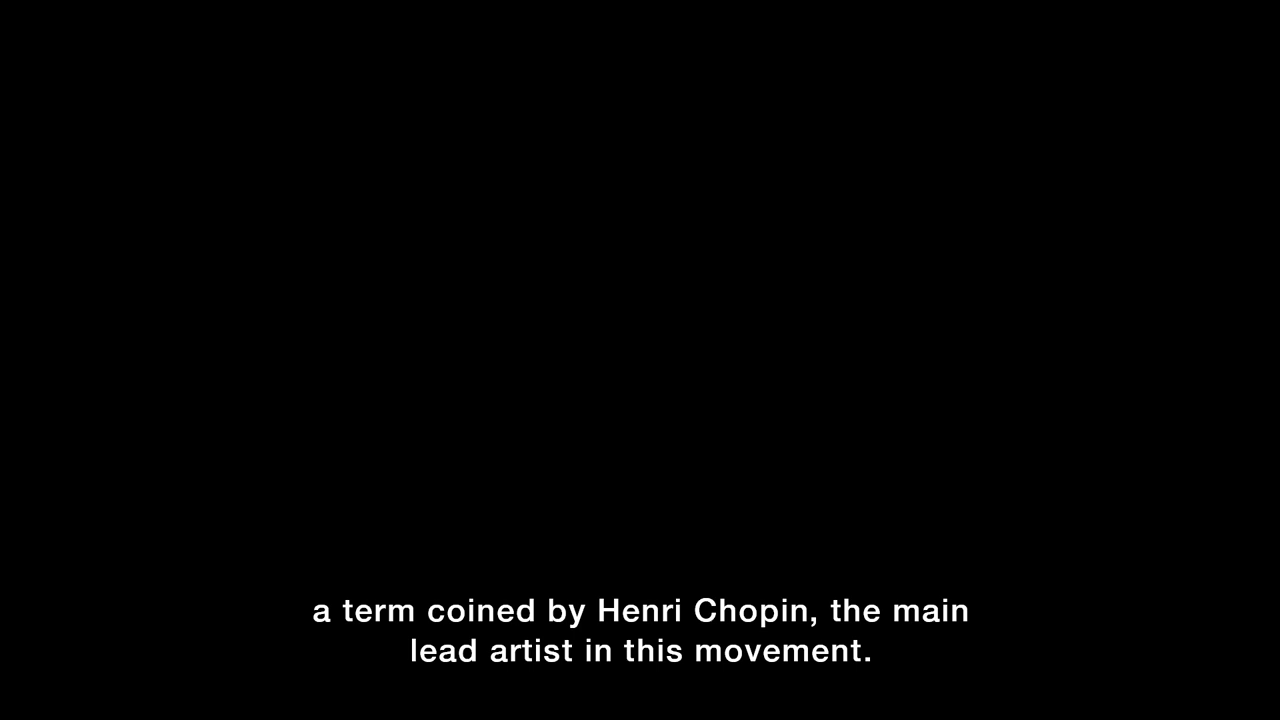 a term coined by Henri Chopin, the main
lead artist in this movement.